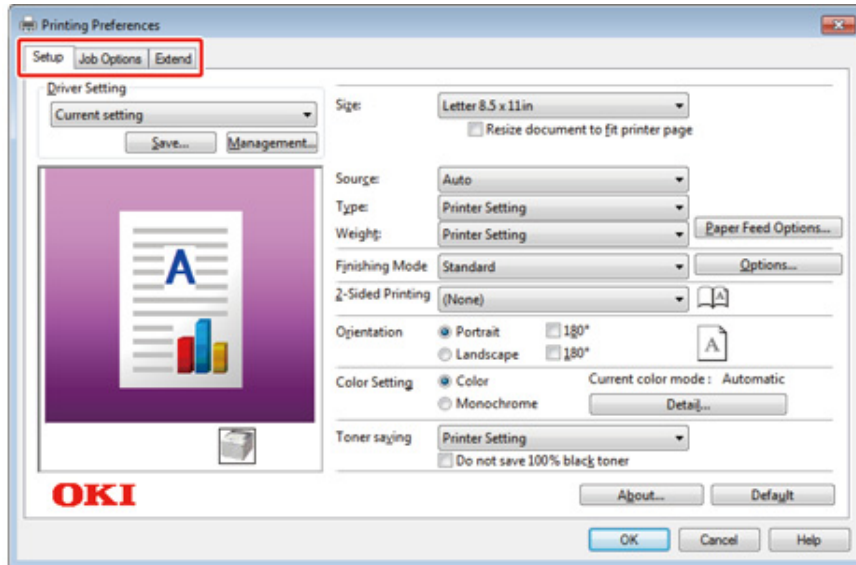 Printing Preferences
Setup Job Options Extend
Driver Setting
Current setting
Save... Management...
A
OKI
Size: Letter 8.5 x 11in
Resize document to fit printer page
Source: Auto
Type: Printer Setting
Weight: Printer Setting Paper Feed Options...
Finishing Mode Standard Options...
2-Sided Printing (None) A
Orientation Portrait 180°
Landscape 180° A
Color Setting Color Current color mode : Automatic
Monochrome Detail...
Toner saving Printer Setting
Do not save 100% black toner
About... Default
OK Cancel Help